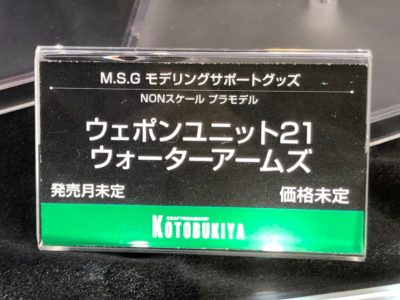 M.S.G モデリングサポートグッズ
NONスケール プラモデル
ウェポンユニット21
ウォーターアームズ
発売月未定 価格未定
CRAFTSMANSHIP
KOTOBUKIYA